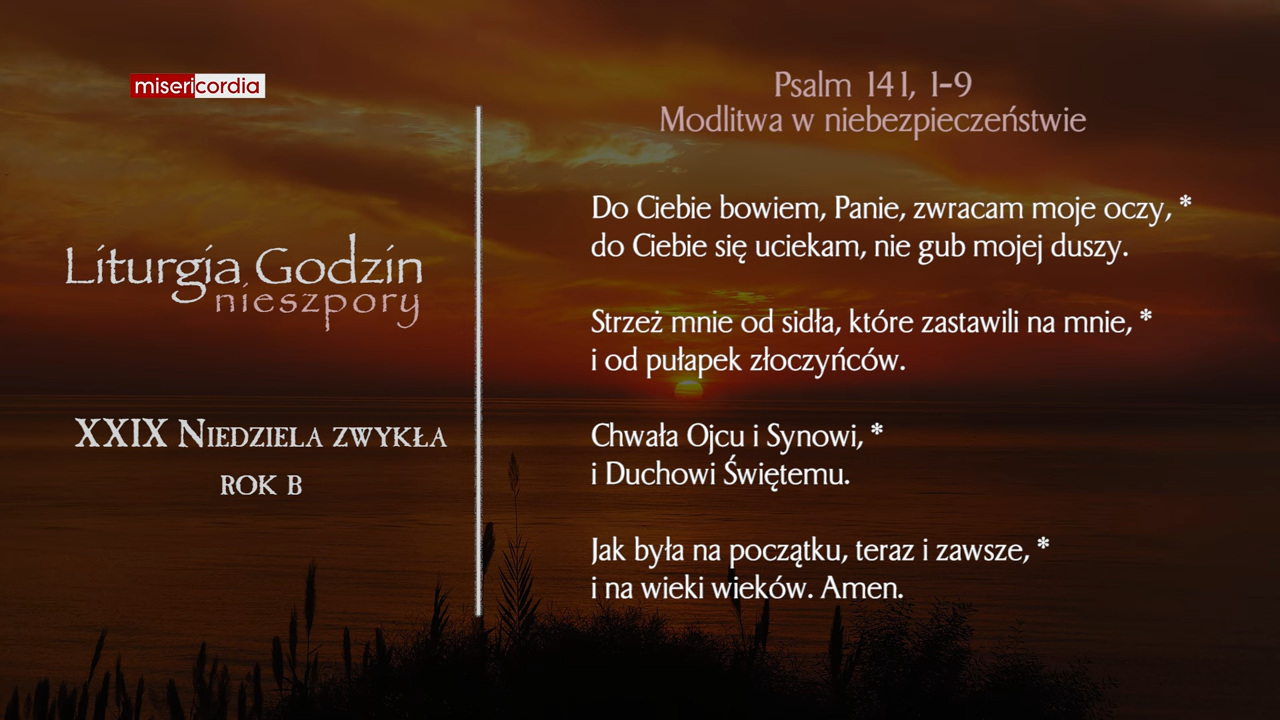 misericordia
Liturgia Godzin
nieszpory
XXIX Niedziela zwykła
rok B
Psalm 141, 1-9
Modlitwa w niebezpieczeństwie
Do Ciebie bowiem, Panie, zwracam moje oczy, *
do Ciebie się uciekam, nie gub mojej duszy.
Strzeż mnie od sidła, które zastawili na mnie, *
i od pułapek złoczyńców.
Chwała Ojcu i Synowi, *
i Duchowi Świętemu.
Jak była na początku, teraz i zawsze, *
i na wieki wieków. Amen.